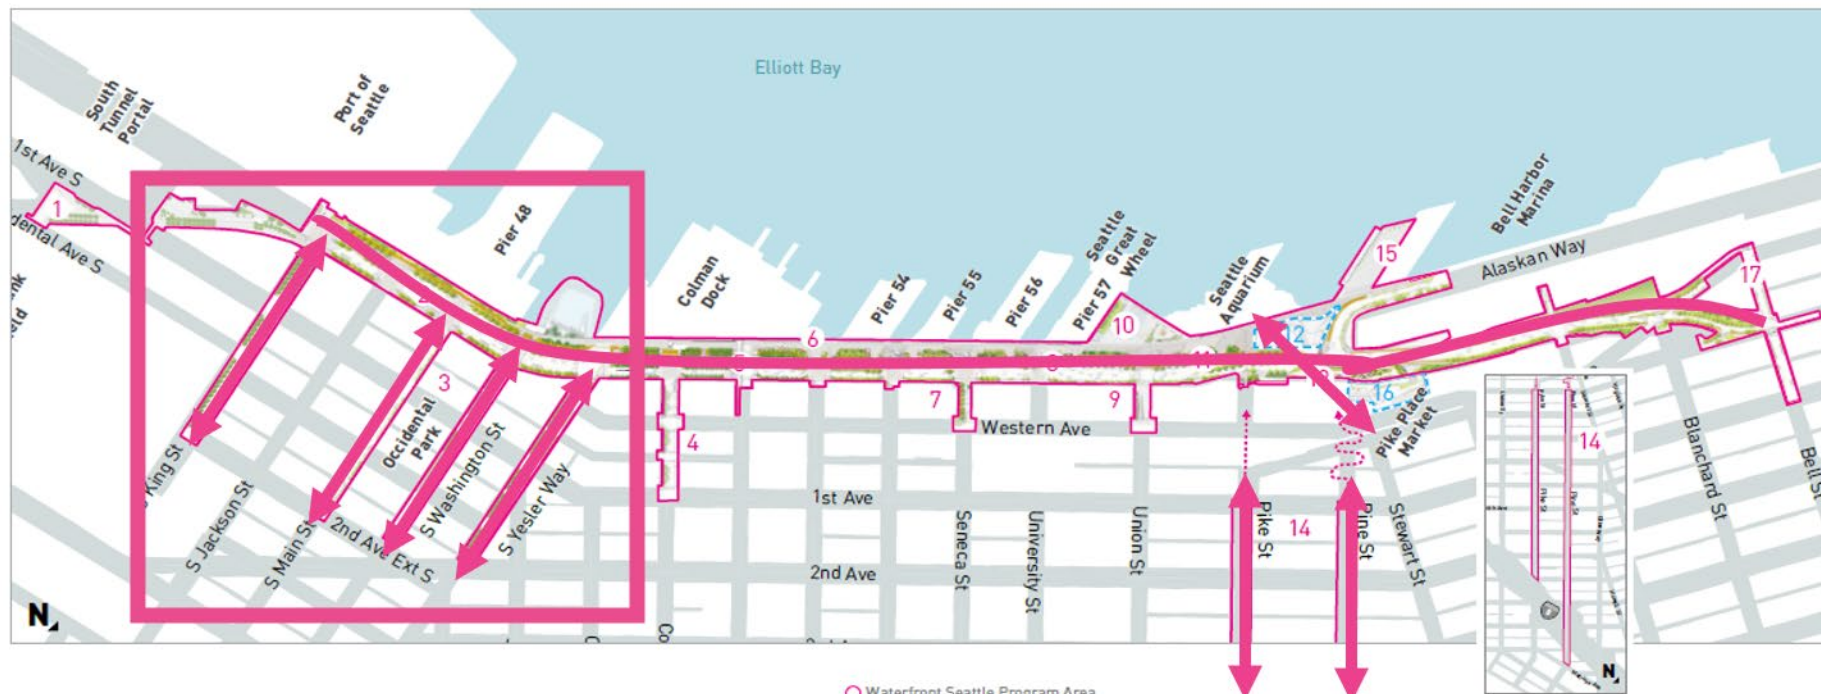 Elliott Bay
South
Tunnel
Portal
Port of
Seattle
1st Ave S
1
dental Ave S
Pier 48
Colman
Dock
Pier 54
Pier 55
Pier 56
Pier 57
Seattle
Great
Wheel
Seattle
Aquarium
Bell Harbor
Marina
Alaskan Way
15
17
10
12
6
3
Occidental
Park
4
7
9
16
Western Ave
Pike Place
Market
King St
S Jackson St
S Main St
2nd Ave Ext S
S Washington St
S Yesler Way
1st Ave
2nd Ave
Seneca St
University St
Union St
Pike St
14
Pine St
Stewart St
Blanchard St
Bell St
14
N
N
Waterfront Seattle Program Area